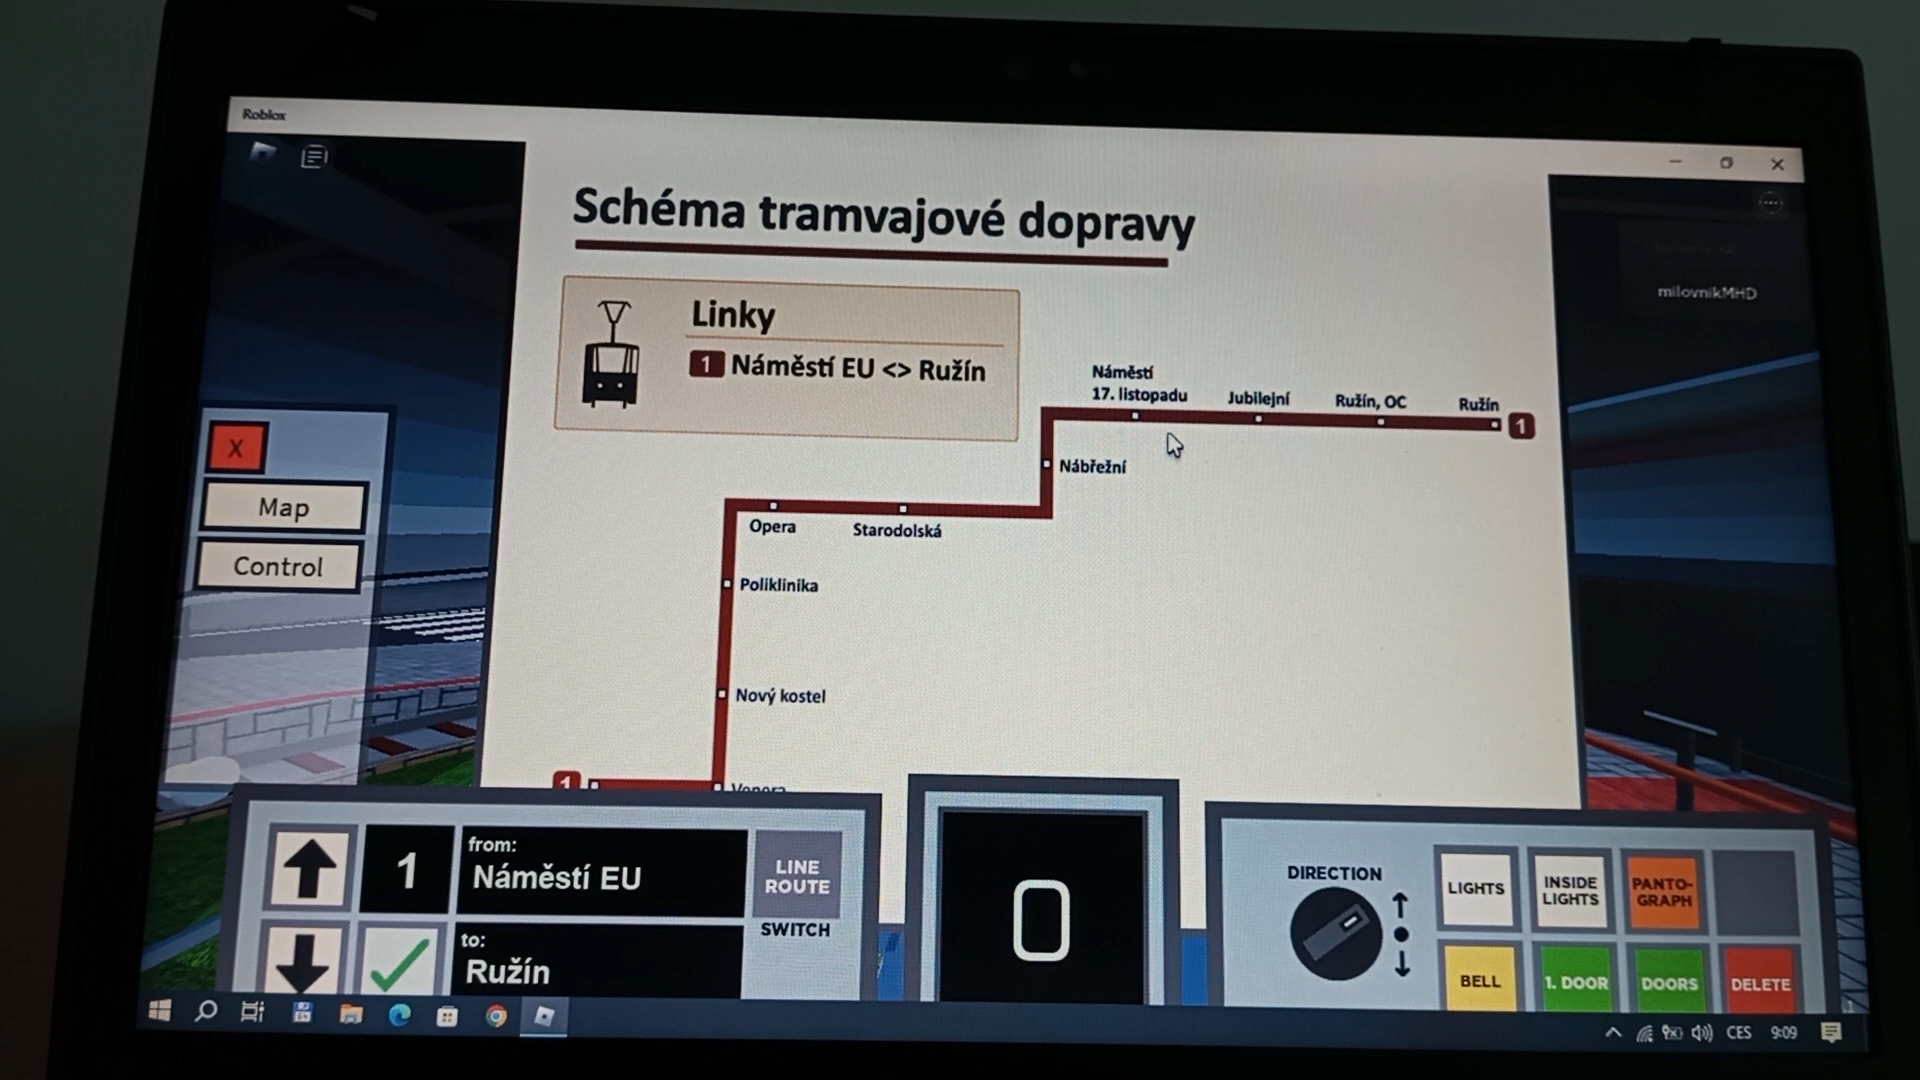 Roblox
Schéma tramvajové dopravy
milovnikMHD
Linky
1 Náměstí EU <> Ružín
Náměstí
17. listopadu
Jubilejní
Ružín, OC
Ružín
1
Nábřežní
Opera
Starodolská
Poliklinika
Nový kostel
1
X
Map
Control
1
from:
Náměstí EU
to:
Ružín
LINE
ROUTE
SWITCH
0
DIRECTION
LIGHTS
INSIDE
LIGHTS
PANTO-
GRAPH
BELL
1. DOOR
DOORS
DELETE
CES
9:09